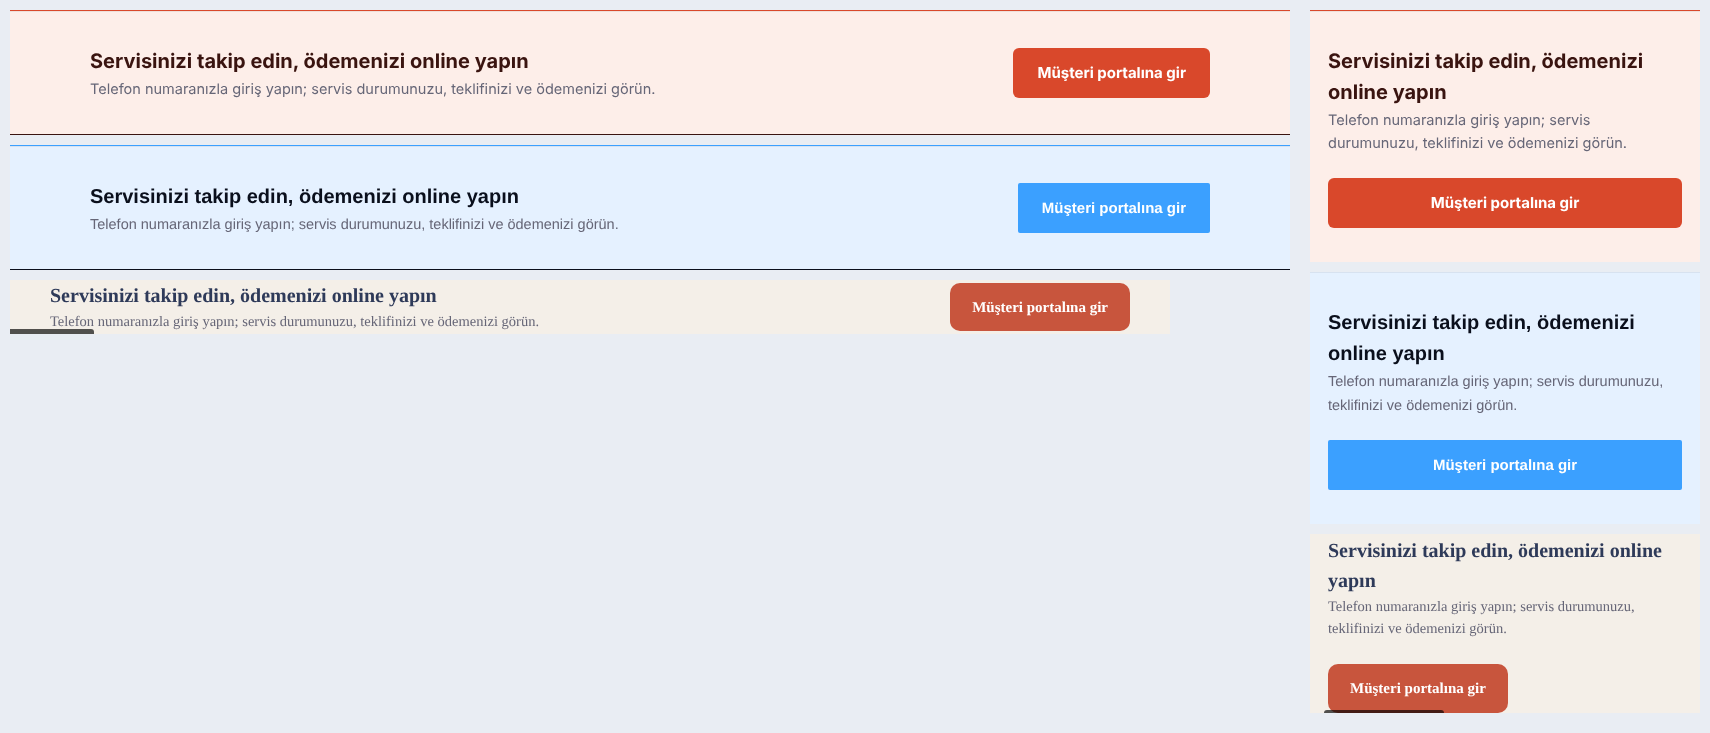 Servisinizi takip edin, ödemenizi online yapın
Telefon numaranızla giriş yapın; servis durumunuzu, teklifinizi ve ödemenizi görün.
Müşteri portalına gir
Servisinizi takip edin, ödemenizi online yapın
Telefon numaranızla giriş yapın; servis durumunuzu, teklifinizi ve ödemenizi görün.
Müşteri portalına gir
Servisinizi takip edin, ödemenizi online yapın
Telefon numaranızla giriş yapın; servis durumunuzu, teklifinizi ve ödemenizi görün.
Müşteri portalına gir
Servisinizi takip edin, ödemenizi
online yapın
Telefon numaranızla giriş yapın; servis
durumunuzu, teklifinizi ve ödemenizi görün.
Müşteri portalına gir
Servisinizi takip edin, ödemenizi
online yapın
Telefon numaranızla giriş yapın; servis durumunuzu,
teklifinizi ve ödemenizi görün.
Müşteri portalına gir
Servisinizi takip edin, ödemenizi online
yapın
Telefon numaranızla giriş yapın; servis durumunuzu,
teklifinizi ve ödemenizi görün.
Müşteri portalına gir